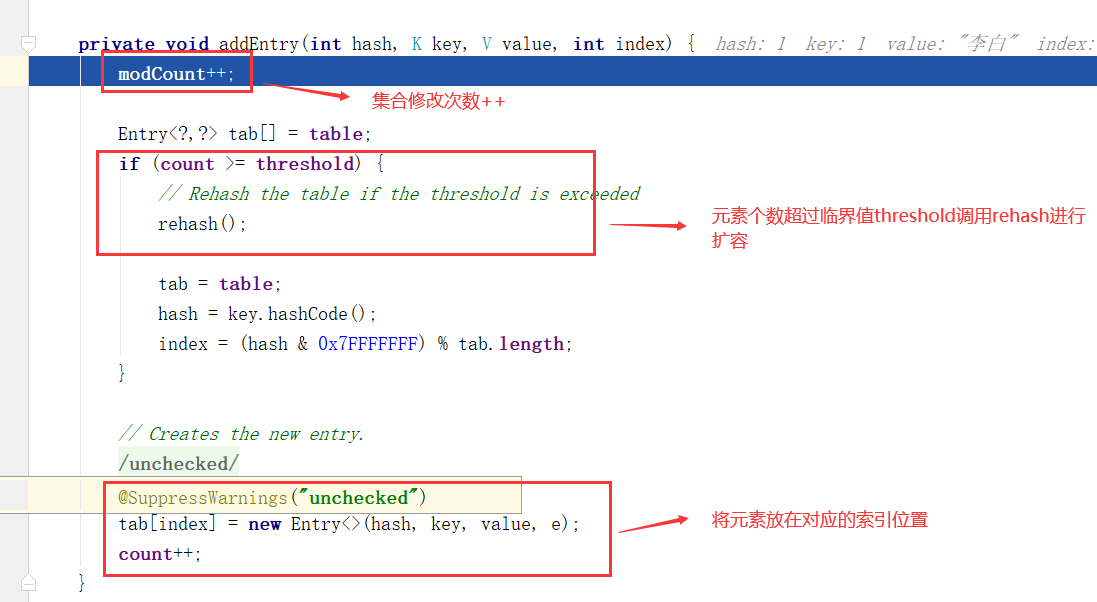 private void addEntry(int hash, K key, V value, int index) { hash: 1 key: 1 value: "李白" index:
modCount++;
集合修改次数++
Entry<?,?> tab[] = table;
if (count >= threshold) {
// Rehash the table if the threshold is exceeded
rehash();
元素个数超过临界值threshold调用rehash进行
扩容
tab = table;
hash = key.hashCode();
index = (hash & 0x7FFFFFFF) % tab.length;
}
// Creates the new entry.
/unchecked/
@SuppressWarnings("unchecked")
tab[index] = new Entry<>(hash, key, value, e);
将元素放在对应的索引位置
count++;
}